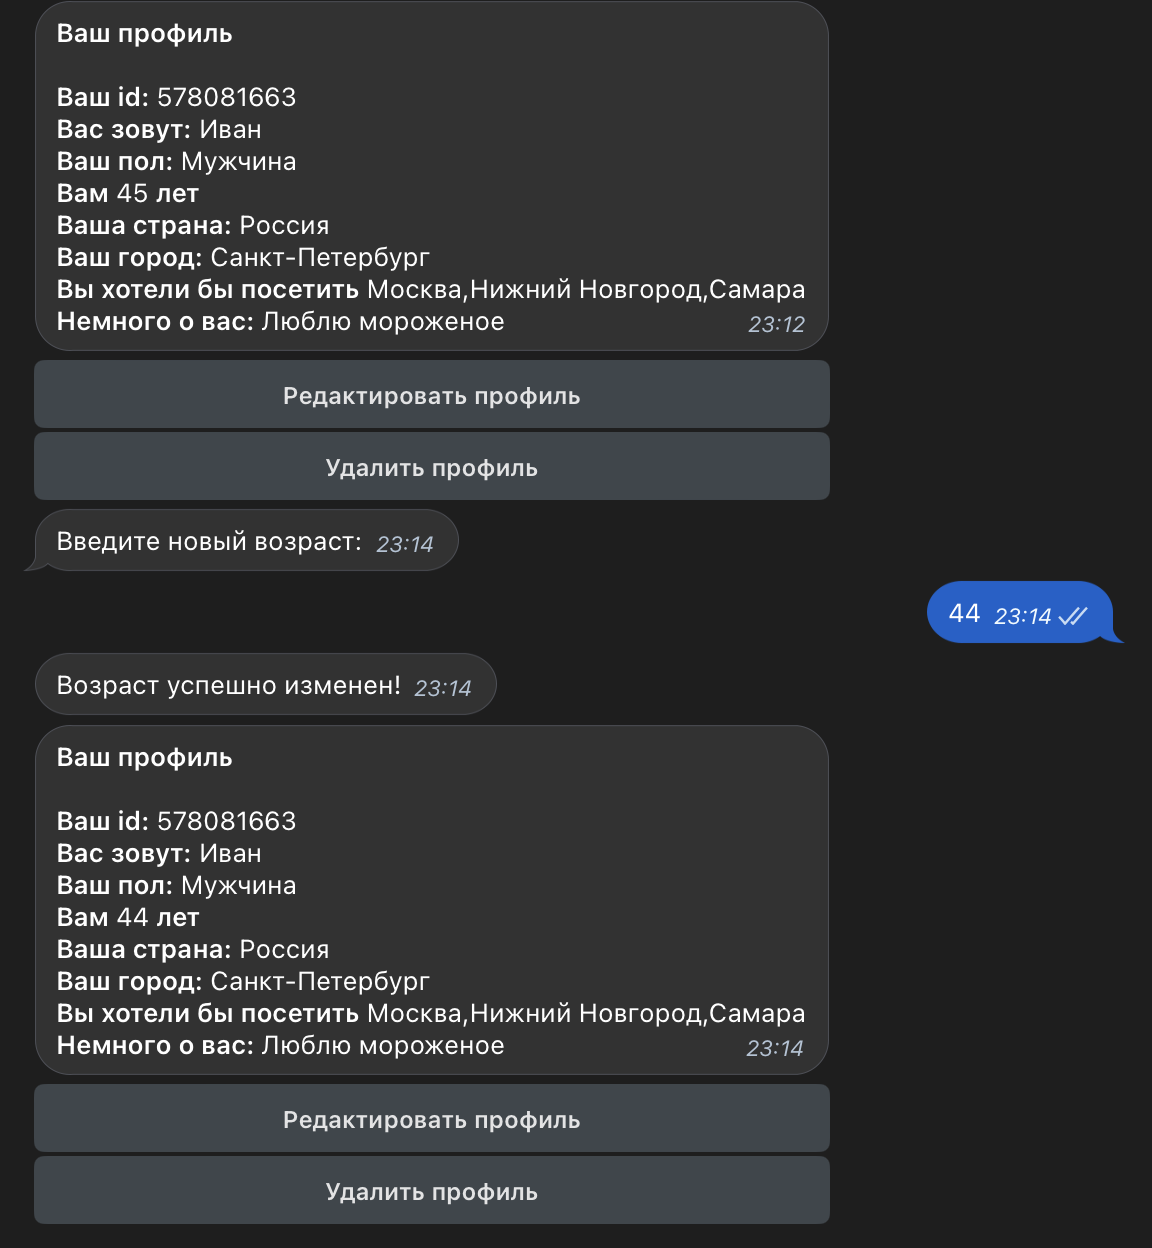 Ваш профиль
Ваш id: 578081663
Вас зовут: Иван
Ваш пол: Мужчина
Вам 45 лет
Ваша страна: Россия
Ваш город: Санкт-Петербург
Вы хотели бы посетить Москва,Нижний Новгород,Самара
Немного о вас: Люблю мороженое 23:12
Редактировать профиль
Удалить профиль
Введите новый возраст: 23:14
44 23:14
Возраст успешно изменен! 23:14
Ваш профиль
Ваш id: 578081663
Вас зовут: Иван
Ваш пол: Мужчина
Вам 44 лет
Ваша страна: Россия
Ваш город: Санкт-Петербург
Вы хотели бы посетить Москва,Нижний Новгород,Самара
Немного о вас: Люблю мороженое 23:14
Редактировать профиль
Удалить профиль